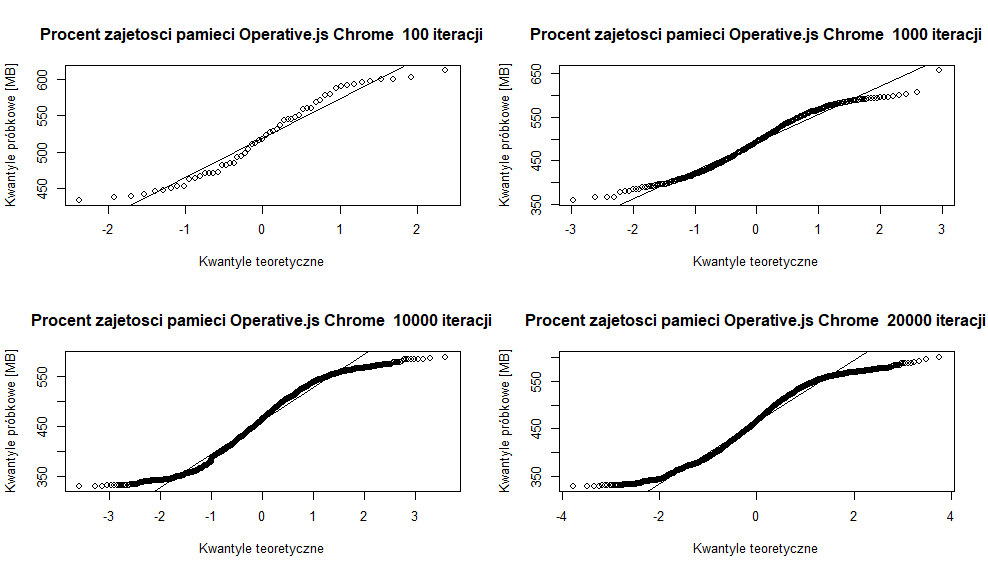 Procent zajetosci pamieci Operative.js Chrome  100 iteracji
Kwantyle próbkowe [MB]
600
550
500
450
-2 -1 0 1 2
Kwantyle teoretyczne
Procent zajetosci pamieci Operative.js Chrome  1000 iteracji
Kwantyle próbkowe [MB]
650
550
450
350
-3 -2 -1 0 1 2 3
Kwantyle teoretyczne
Procent zajetosci pamieci Operative.js Chrome  10000 iteracji
Kwantyle próbkowe [MB]
550
450
350
-3 -2 -1 0 1 2 3
Kwantyle teoretyczne
Procent zajetosci pamieci Operative.js Chrome  20000 iteracji
Kwantyle próbkowe [MB]
550
450
350
-4 -2 0 2 4
Kwantyle teoretyczne